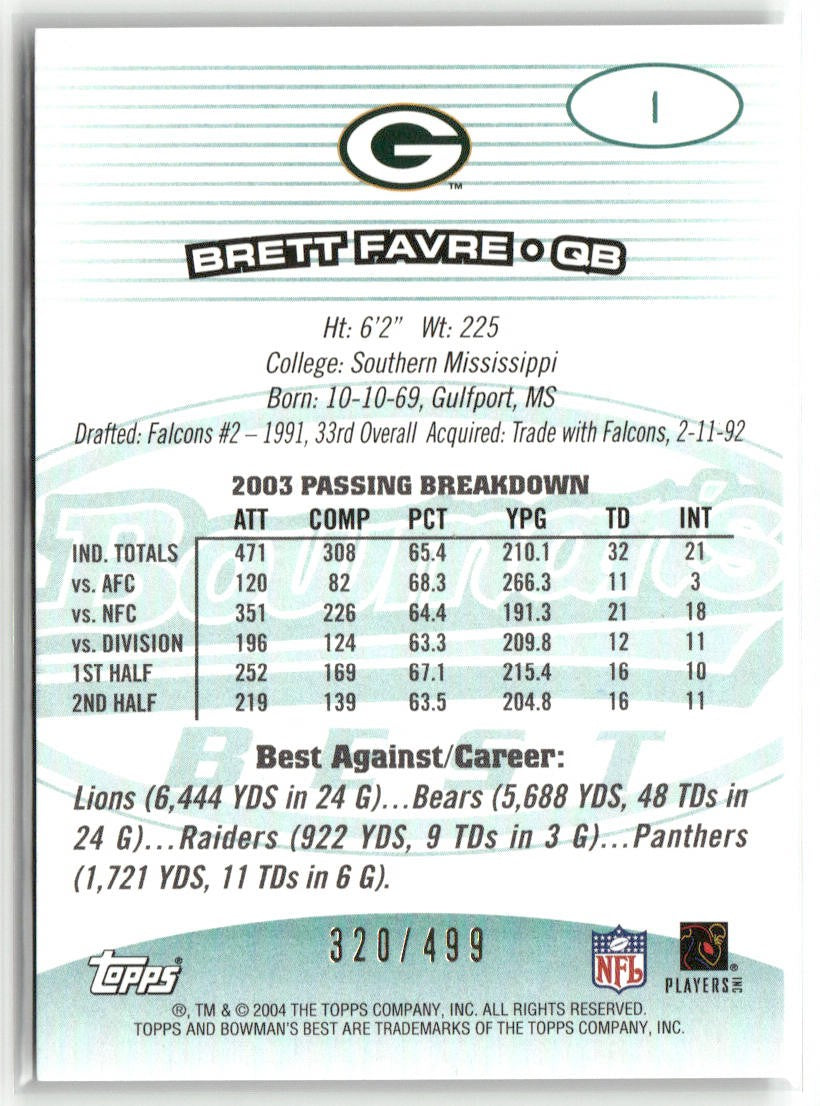 1
G
TM
BRETT FAVRE • QB
Ht: 6'2" Wt: 225
College: Southern Mississippi
Born: 10-10-69, Gulfport, MS
Drafted: Falcons #2 – 1991, 33rd Overall Acquired: Trade with Falcons, 2-11-92
2003 PASSING BREAKDOWN
ATT COMP PCT YPG TD INT
IND. TOTALS 471 308 65.4 210.1 32 21
vs. AFC 120 82 68.3 266.3 11 3
vs. NFC 351 226 64.4 191.3 21 18
vs. DIVISION 196 124 63.3 209.8 12 11
1ST HALF 252 169 67.1 215.4 16 10
2ND HALF 219 139 63.5 204.8 16 11
Bowman's
BEST
Best Against/Career:
Lions (6,444 YDS in 24 G)...Bears (5,688 YDS, 48 TDs in
24 G)...Raiders (922 YDS, 9 TDs in 3 G)...Panthers
(1,721 YDS, 11 TDs in 6 G).
320/499
Topps®
NFL
PLAYERS INC®
®, TM & © 2004 THE TOPPS COMPANY, INC. ALL RIGHTS RESERVED.
TOPPS AND BOWMAN'S BEST ARE TRADEMARKS OF THE TOPPS COMPANY, INC.